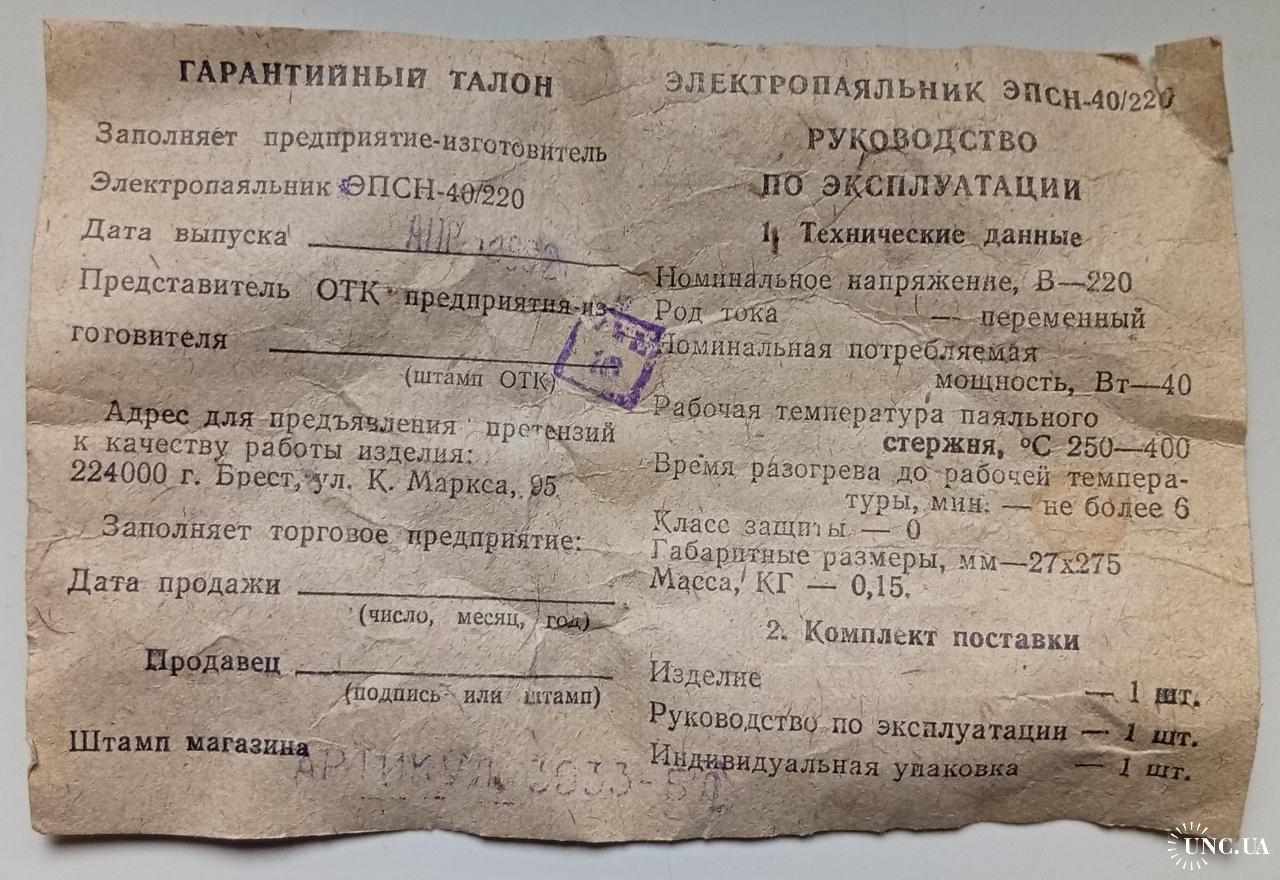 ГАРАНТИЙНЫЙ ТАЛОН
Заполняет предприятие-изготовитель
Электропаяльник ЭПСН-40/220
Дата выпуска АПР
Представитель ОТК предприятия-из-
готовителя
(штамп ОТК)
Адрес для предъявления претензий
к качеству работы изделия:
224000 г. Брест, ул. К. Маркса, 95
Заполняет торговое предприятие:
Дата продажи
(число, месяц, год)
Продавец
(подпись или штамп)
Штамп магазина
АРТИКУЛ
ЭЛЕКТРОПАЯЛЬНИК ЭПСН-40/220
РУКОВОДСТВО
ПО ЭКСПЛУАТАЦИИ
1. Технические данные
Номинальное напряжение, В—220
Род тока — переменный
Номинальная потребляемая
мощность, Вт—40
Рабочая температура паяльного
стержня, °С 250—400
Время разогрева до рабочей темпера-
туры, мин. — не более 6
Класс защиты — 0
Габаритные размеры, мм—27х275
Масса, КГ — 0,15.
2. Комплект поставки
Изделие — 1 шт.
Руководство по эксплуатации — 1 шт.
Индивидуальная упаковка — 1 шт.
UNC.UA